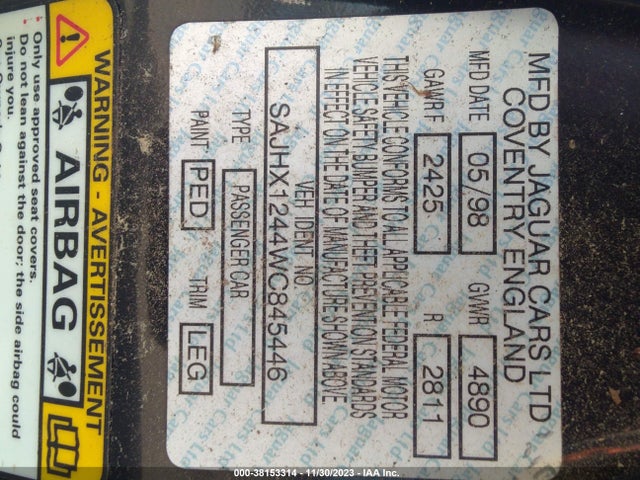 MFD BY JAGUAR CARS LTD
COVENTRY ENGLAND
MFD DATE 05/98 GVWR 4890
GAWR F 2425 R 2811
THIS VEHICLE CONFORMS TO ALL APPLICABLE FEDERAL MOTOR
VEHICLE SAFETY BUMPER AND THEFT PREVENTION STANDARDS
IN EFFECT ON THE DATE OF MANUFACTURE SHOWN ABOVE
VEH IDENT NO.
SAJHX1244WC845446
TYPE PASSENGER CAR
PAINT PED TRIM LEG
WARNING - AVERTISSEMENT
AIRBAG
Only use approved seat covers.
Do not lean against the door; the side airbag could
injure you.
000-38153314 - 11/30/2023 - IAA Inc.